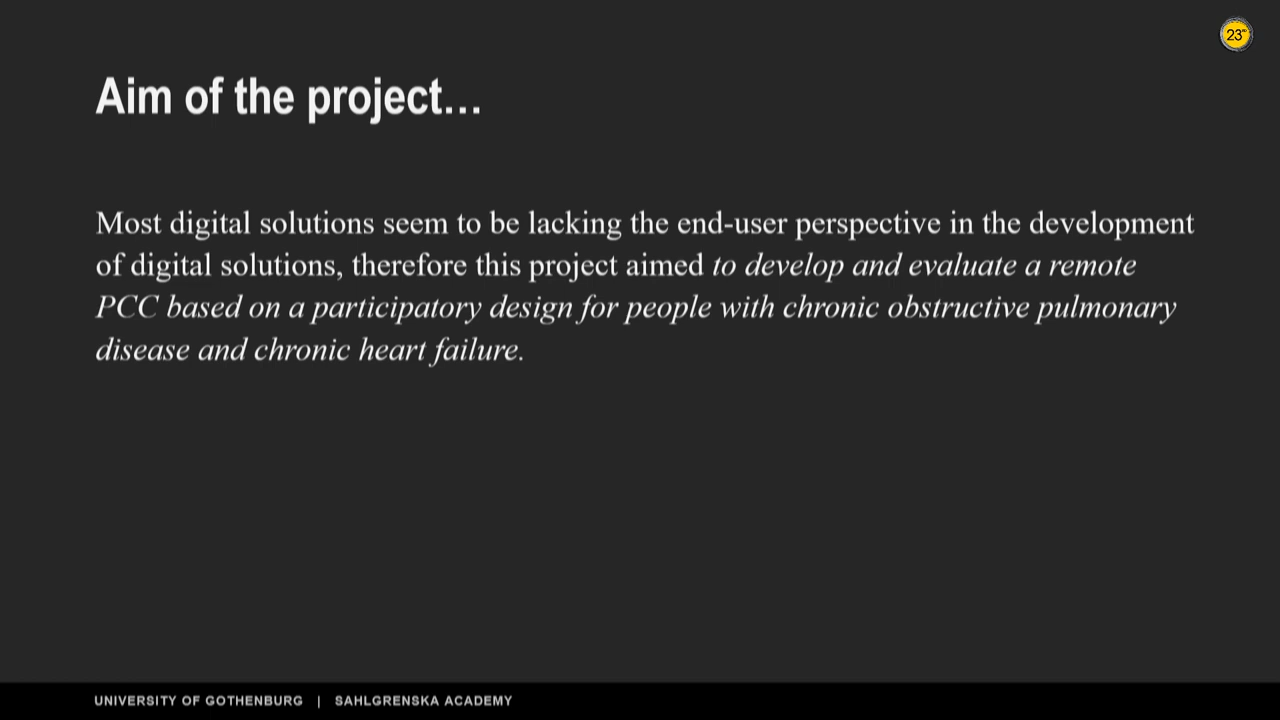 23
Aim of the project…
Most digital solutions seem to be lacking the end-user perspective in the development
of digital solutions, therefore this project aimed to develop and evaluate a remote
PCC based on a participatory design for people with chronic obstructive pulmonary
disease and chronic heart failure.
UNIVERSITY OF GOTHENBURG | SAHLGRENSKA ACADEMY